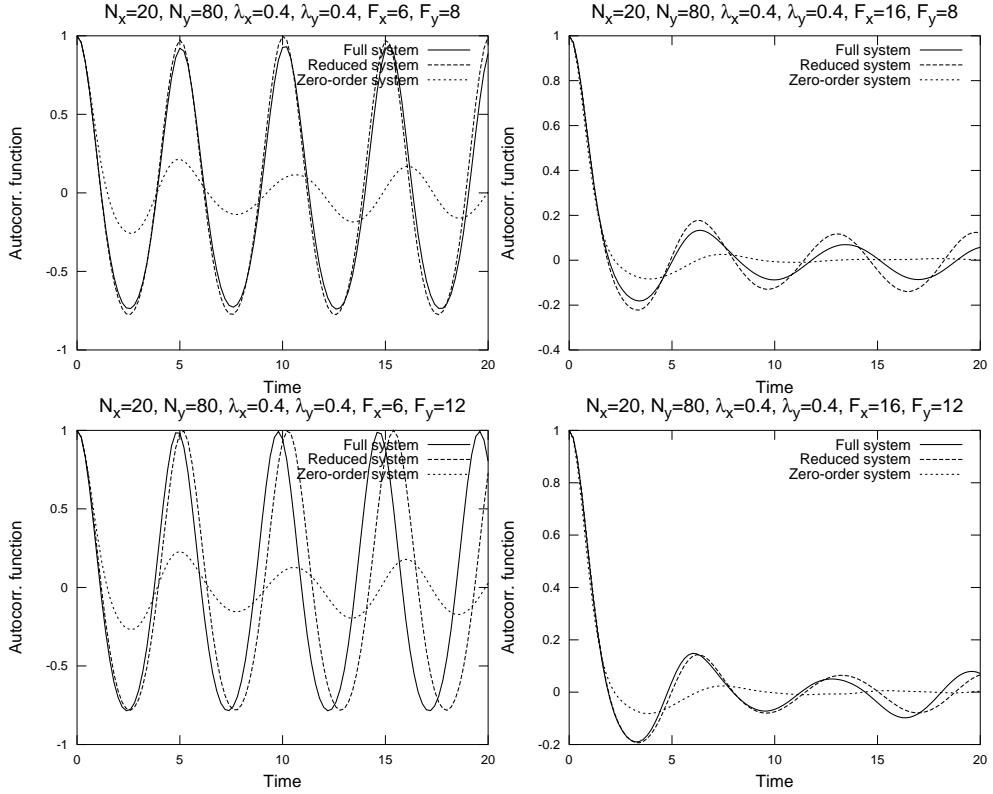 N_x=20, N_y=80, λ_x=0.4, λ_y=0.4, F_x=6, F_y=8
Autocorr. function
1
0.5
0
-0.5
-1
0 5 10 15 20
Time
Full system
Reduced system
Zero-order system
N_x=20, N_y=80, λ_x=0.4, λ_y=0.4, F_x=16, F_y=8
Autocorr. function
1
0.8
0.6
0.4
0.2
0
-0.2
-0.4
0 5 10 15 20
Time
Full system
Reduced system
Zero-order system
N_x=20, N_y=80, λ_x=0.4, λ_y=0.4, F_x=6, F_y=12
Autocorr. function
1
0.5
0
-0.5
-1
0 5 10 15 20
Time
Full system
Reduced system
Zero-order system
N_x=20, N_y=80, λ_x=0.4, λ_y=0.4, F_x=16, F_y=12
Autocorr. function
1
0.8
0.6
0.4
0.2
0
-0.2
0 5 10 15 20
Time
Full system
Reduced system
Zero-order system